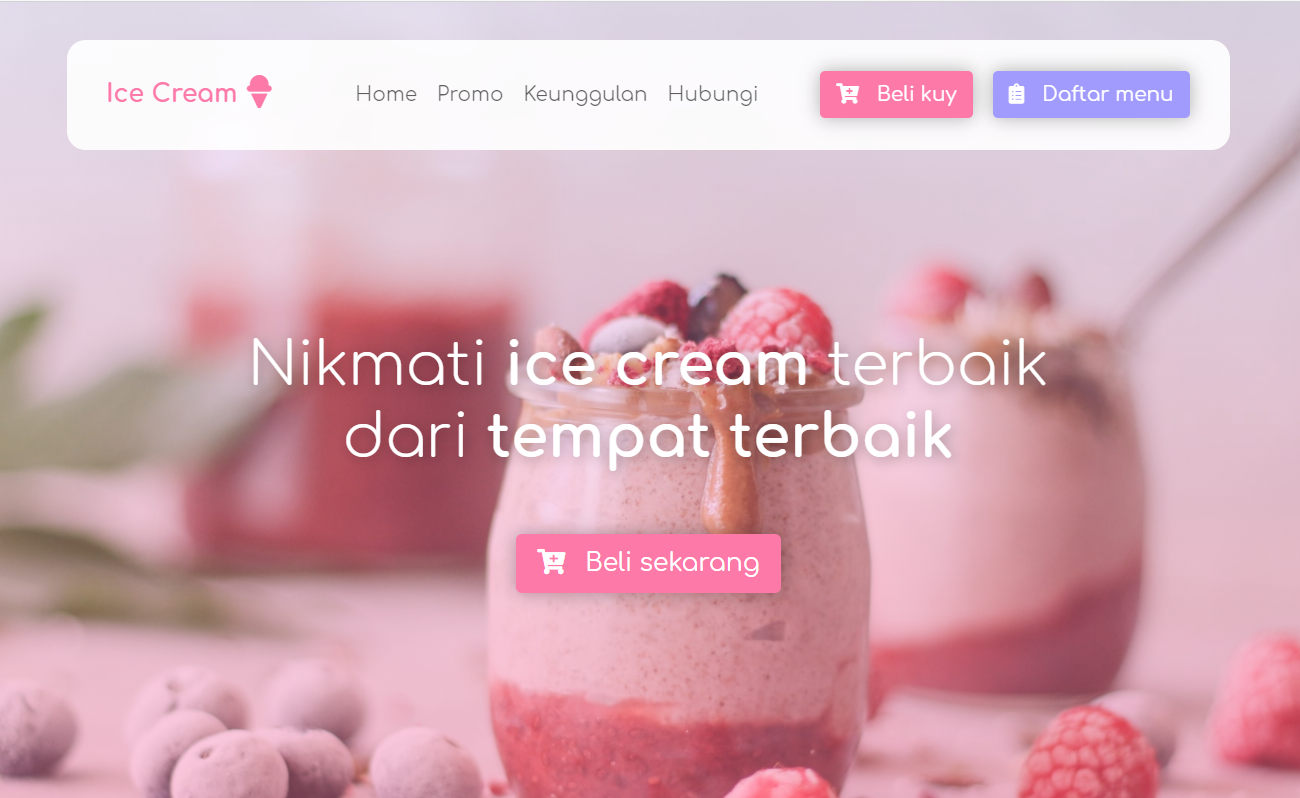 Ice Cream
Home Promo Keunggulan Hubungi
Beli kuy
Daftar menu
Nikmati ice cream terbaik
dari tempat terbaik
Beli sekarang